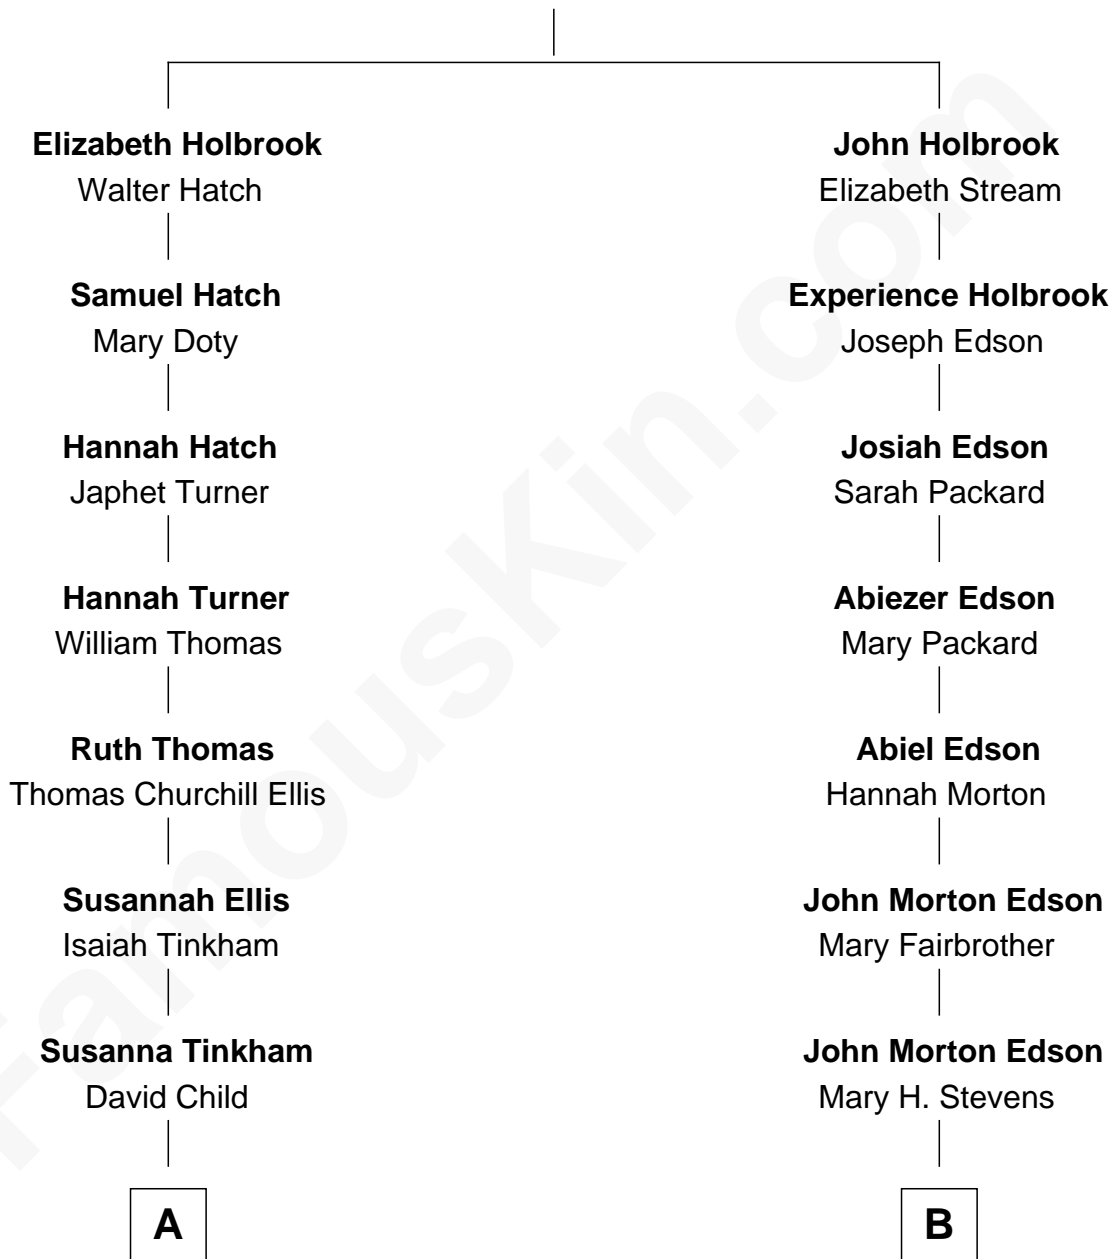 Elizabeth Holbrook
Walter Hatch
Samuel Hatch
Mary Doty
Hannah Hatch
Japhet Turner
Hannah Turner
William Thomas
Ruth Thomas
Thomas Churchill Ellis
Susannah Ellis
Isaiah Tinkham
Susanna Tinkham
David Child
A
John Holbrook
Elizabeth Stream
Experience Holbrook
Joseph Edson
Josiah Edson
Sarah Packard
Abiezer Edson
Mary Packard
Abiel Edson
Hannah Morton
John Morton Edson
Mary Fairbrother
John Morton Edson
Mary H. Stevens
B
FamousKin.com